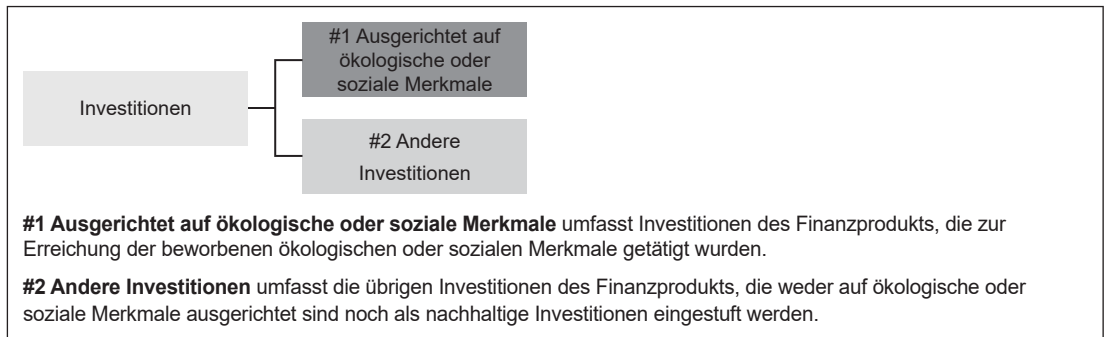 #1 Ausgerichtet auf
ökologische oder
soziale Merkmale
Investitionen
#2 Andere
Investitionen
#1 Ausgerichtet auf ökologische oder soziale Merkmale umfasst Investitionen des Finanzprodukts, die zur
Erreichung der beworbenen ökologischen oder sozialen Merkmale getätigt wurden.
#2 Andere Investitionen umfasst die übrigen Investitionen des Finanzprodukts, die weder auf ökologische oder
soziale Merkmale ausgerichtet sind noch als nachhaltige Investitionen eingestuft werden.